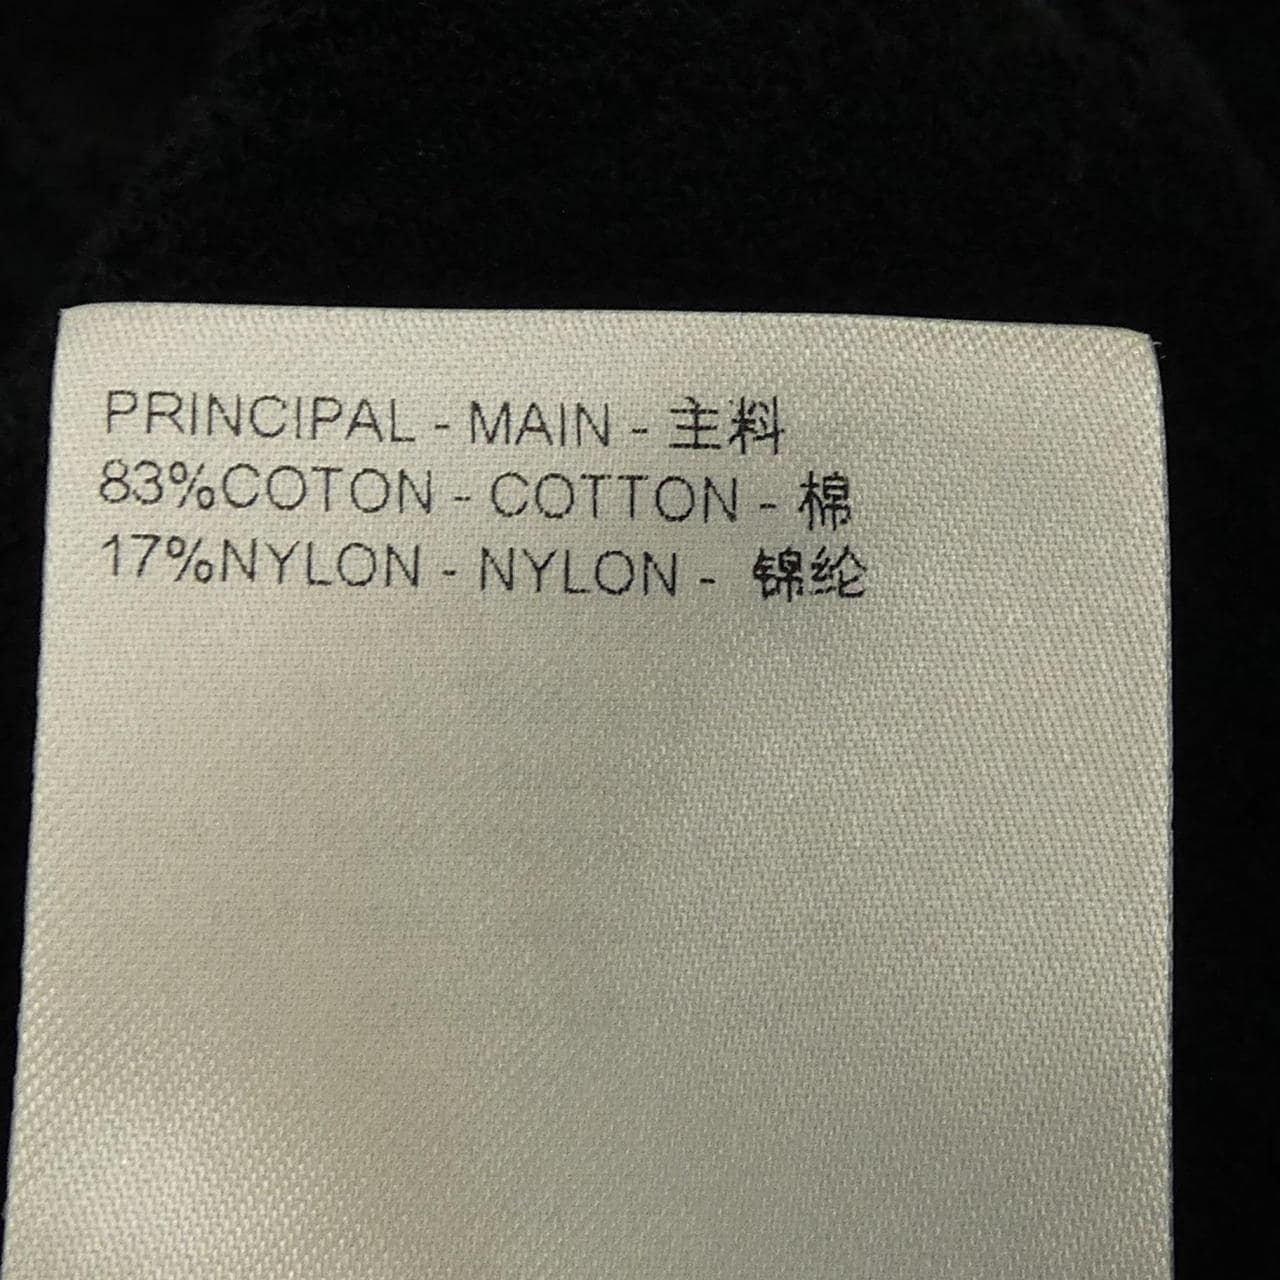 PRINCIPAL - MAIN - 主料
83%COTON - COTTON - 棉
17%NYLON - NYLON - 锦纶